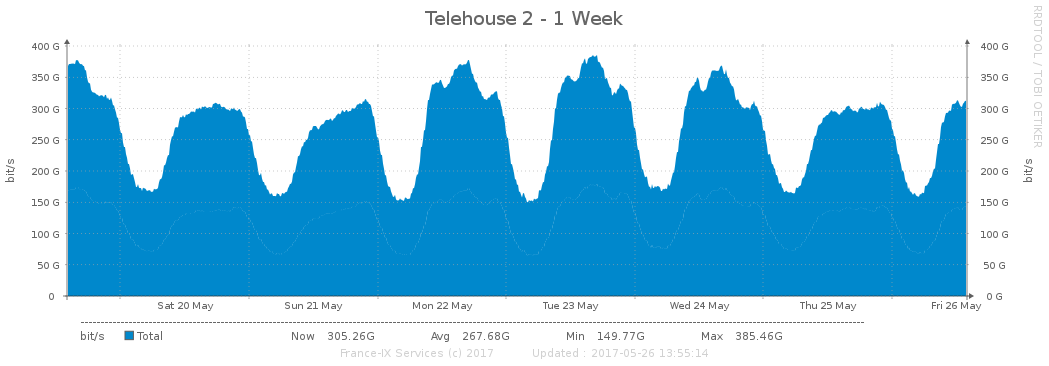 Telehouse 2 - 1 Week
RRDTOOL / TOBI OETIKER
bit/s
400 G 400 G
350 G 350 G
300 G 300 G
250 G 250 G
200 G 200 G
150 G 150 G
100 G 100 G
50 G 50 G
0 0 G
bit/s
Sat 20 May Sun 21 May Mon 22 May Tue 23 May Wed 24 May Thu 25 May Fri 26 May
bit/s Total Now 305.26G Avg 267.68G Min 149.77G Max 385.46G
France-IX Services (c) 2017 Updated : 2017-05-26 13:55:14